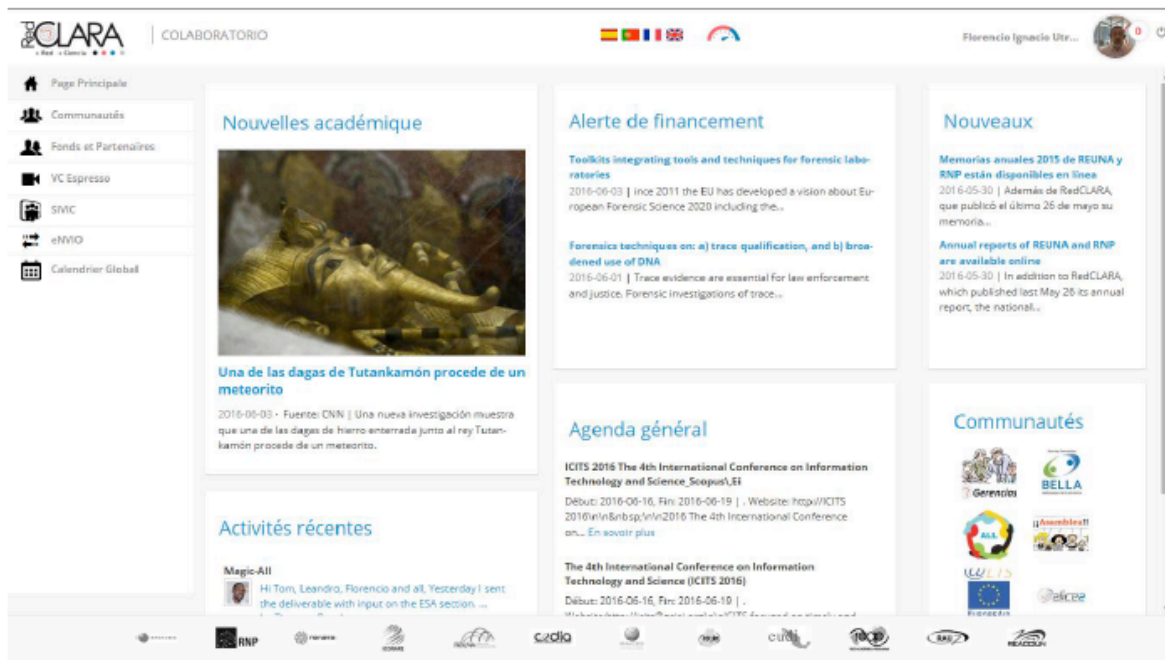 Red
CLARA
COLABORATORIO
Florencio Ignacio Utr...
0
Page Principale
Communautés
Fonds et Partenaires
VC Espresso
SIVIC
eNVIO
Calendrier Global
Nouvelles académique
Una de las dagas de Tutankamón procede de un
meteorito
2016-06-03 - Fuente: CNN | Una nueva investigación muestra
que una de las dagas de hierro enterrada junto al rey Tutan-
kamón procede de un meteorito.
Activités récentes
Magic-All
Hi Tom, Leandro, Florencio and all, Yesterday I sent
the deliverable with input on the ESA section. ...
Alerte de financement
Toolkits integrating tools and techniques for forensic labo-
ratories
2016-06-03 | ince 2011 the EU has developed a vision about Eu-
ropean Forensic Science 2020 including the...
Forensics techniques on: a) trace qualification, and b) broa-
dened use of DNA
2016-06-01 | Trace evidence are essential for law enforcement
and justice. Forensic investigations of trace...
Agenda général
ICITS 2016 The 4th International Conference on Information
Technology and Science_Scopus\,Ei
Début: 2016-06-16, Fin: 2016-06-19 | . Website: http://ICITS
2016\n\n&nbsp;\n\n2016 The 4th International Conference
on... En savoir plus
The 4th International Conference on Information
Technology and Science (ICITS 2016)
Début: 2016-06-16, Fin: 2016-06-19 | .
Nouveaux
Memorias anuales 2015 de REUNA y
RNP están disponibles en línea
2016-05-30 | Además de RedCLARA,
que publicó el último 26 de mayo su
memoria...
Annual reports of REUNA and RNP
are available online
2016-05-30 | In addition to RedCLARA,
which published last May 26 its annual
report, the national...
Communautés
Gerencias
BELLA
ALL
¡¡Asamblea!!
alice2
RNP
renata
REUNA
cedia
cudi
raap
RAU
REACCIUN